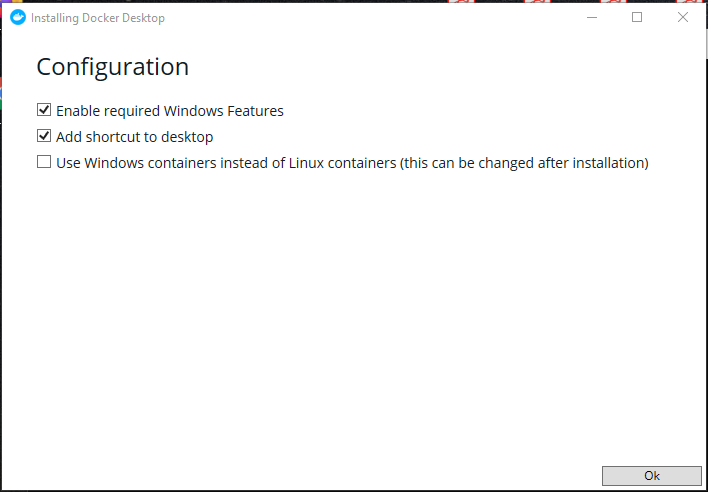 Installing Docker Desktop
Configuration
Enable required Windows Features
Add shortcut to desktop
Use Windows containers instead of Linux containers (this can be changed after installation)
Ok